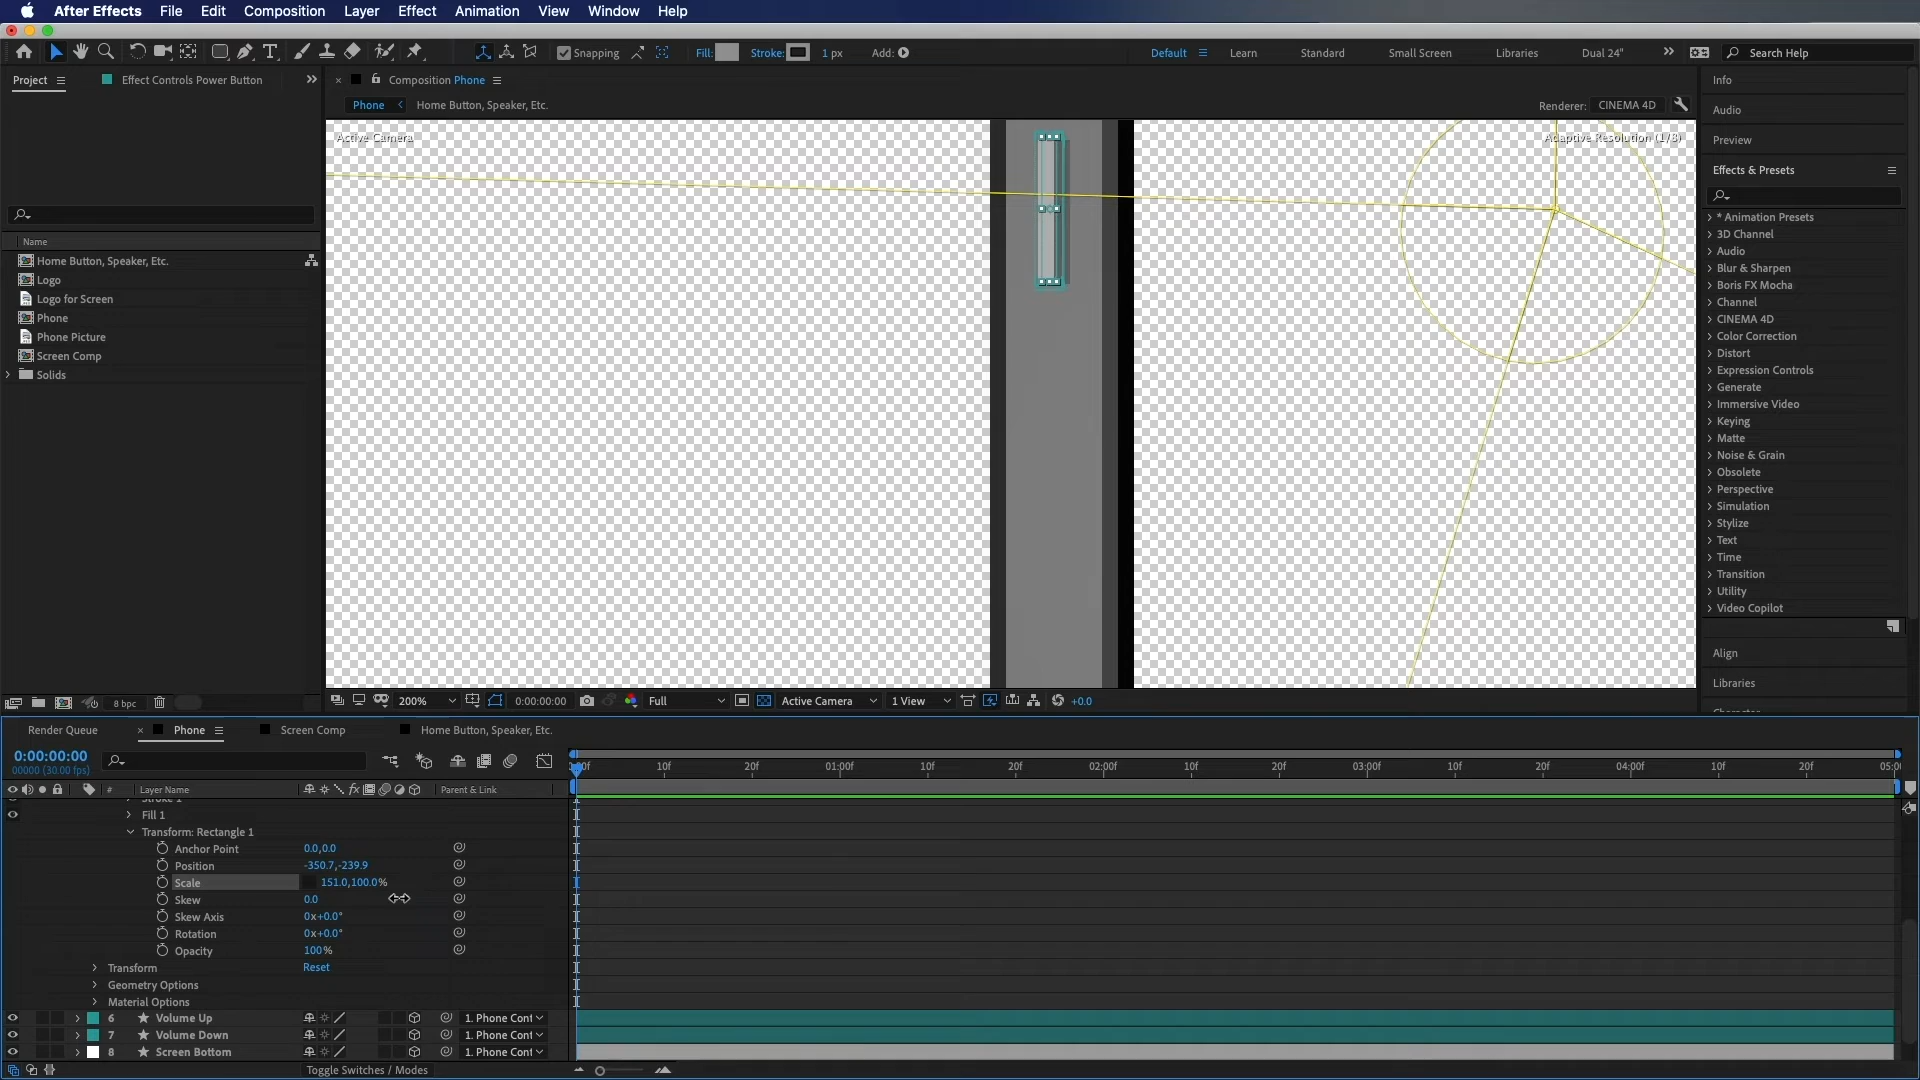 After Effects File Edit Composition Layer Effect Animation View Window Help
Snapping Fill: Stroke: 1 px Add: Default Learn Standard Small Screen Libraries Dual 24" Search Help
Project Effect Controls Power Button
Composition Phone
Phone Home Button, Speaker, Etc. Renderer: CINEMA 4D
Active Camera Adaptive Resolution (1/8)
Name
Home Button, Speaker, Etc.
Logo
Logo for Screen
Phone
Phone Picture
Screen Comp
Solids
8 bpc
200% 0:00:00:00 Full Active Camera 1 View +0.0
Info
Audio
Preview
Effects & Presets
* Animation Presets
3D Channel
Audio
Blur & Sharpen
Boris FX Mocha
Channel
CINEMA 4D
Color Correction
Distort
Expression Controls
Generate
Immersive Video
Keying
Matte
Noise & Grain
Obsolete
Perspective
Simulation
Stylize
Text
Time
Transition
Utility
Video Copilot
Align
Libraries
Render Queue Phone Screen Comp Home Button, Speaker, Etc.
0:00:00:00
00000 (30.00 fps)
10f 20f 01:00f 10f 20f 02:00f 10f 20f 03:00f 10f 20f 04:00f 10f 20f
# Layer Name Parent & Link
Fill 1
Transform: Rectangle 1
Anchor Point 0.0,0.0
Position -350.7,-239.9
Scale 151.0,100.0%
Skew 0.0
Skew Axis 0x+0.0°
Rotation 0x+0.0°
Opacity 100%
Transform Reset
Geometry Options
Material Options
6 Volume Up 1. Phone Cont
7 Volume Down 1. Phone Cont
8 Screen Bottom 1. Phone Cont
Toggle Switches / Modes